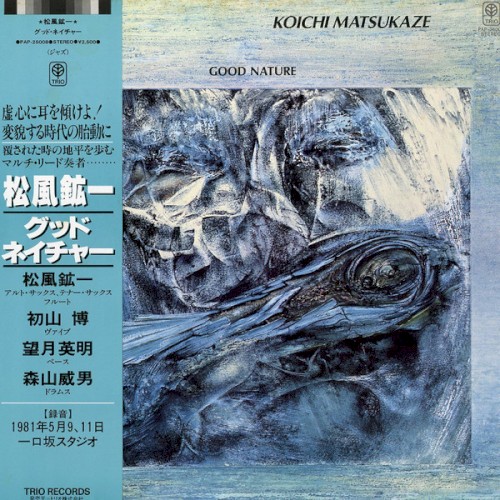 ★松風鉱一★
グッド・ネイチャー
●PAP-25008●STEREO●¥2,500●
(ジャズ)
TRIO
虚心に耳を傾けよ!
変貌する時代の胎動に
覆された時の地平を歩む
マルチ・リード奏者………
松風鉱一
グッド
ネイチャー
松風鉱一
アルト・サックス、テナー・サックス
フルート
初山 博
ヴァイブ
望月英明
ベース
森山威男
ドラムス
【録音】
1981年5月9、11日
一口坂スタジオ
TRIO RECORDS
KOICHI MATSUKAZE
GOOD NATURE
TRIO